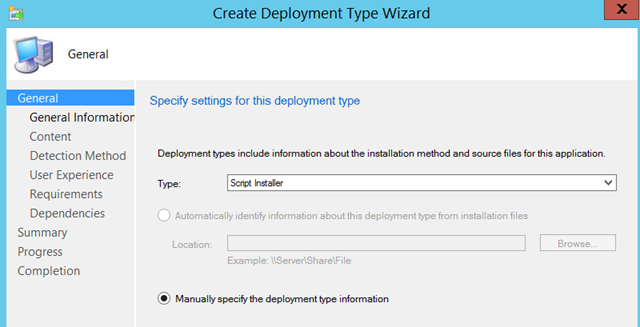 Create Deployment Type Wizard
X
General
General
General Information
Content
Detection Method
User Experience
Requirements
Dependencies
Summary
Progress
Completion
Specify settings for this deployment type
Deployment types include information about the installation method and source files for this application.
Type: Script Installer
Automatically identify information about this deployment type from installation files
Location: Browse...
Example: \\Server\Share\File
Manually specify the deployment type information